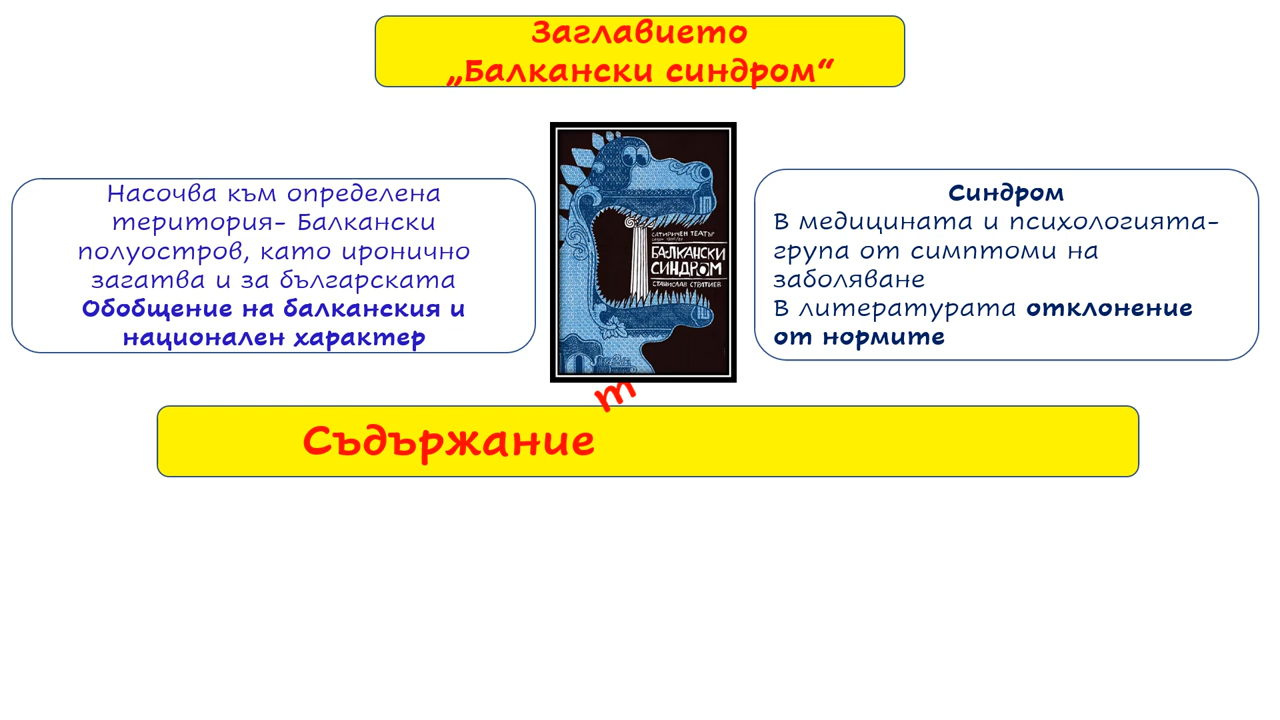 Заглавието
„Балкански синдром“
Насочва към определена
територия- Балкански
полуостров, като иронично
загатва и за българската
Обобщение на балканския и
национален характер
САТИРИЧЕН ТЕАТЪР
БАЛКАНСКИ
СИНДРОМ
СТАНИСЛАВ СТРАТИЕВ
Синдром
В медицината и психологията-
група от симптоми на
заболяване
В литературата отклонение
от нормите
Съдържание
т